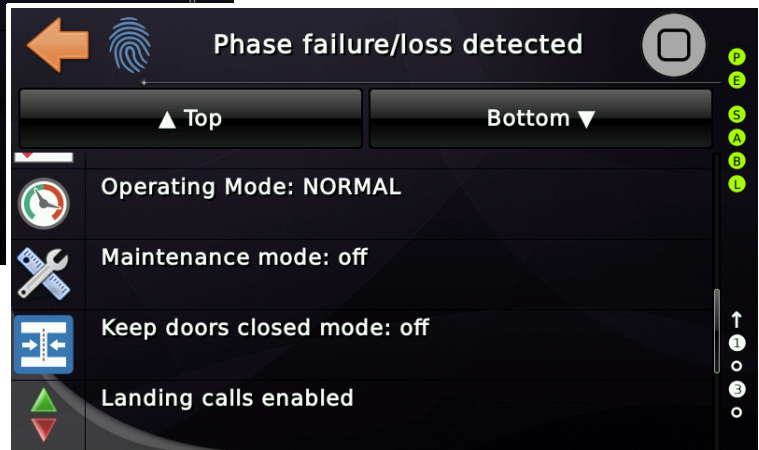 Phase failure/loss detected
▲ Top
Bottom ▼
Operating Mode: NORMAL
Maintenance mode: off
Keep doors closed mode: off
Landing calls enabled
P
E
S
A
B
L
↑
1
3